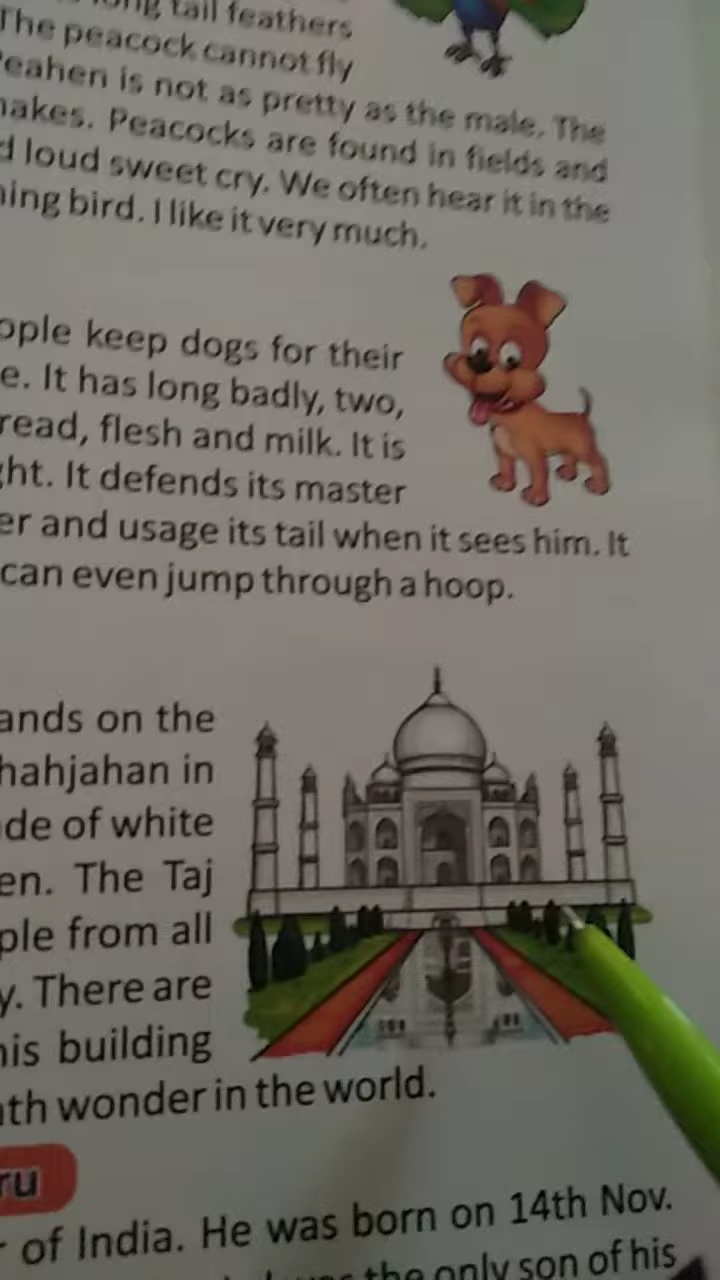 long tail feathers
The peacock cannot fly
Peahen is not as pretty as the male. The
nakes. Peacocks are found in fields and
d loud sweet cry. We often hear it in the
ning bird. I like it very much.
ople keep dogs for their
e. It has long badly, two,
read, flesh and milk. It is
ght. It defends its master
er and usage its tail when it sees him. It
can even jump through a hoop.
ands on the
hahjahan in
de of white
en. The Taj
ple from all
y. There are
his building
th wonder in the world.
ru
of India. He was born on 14th Nov.
the only son of his